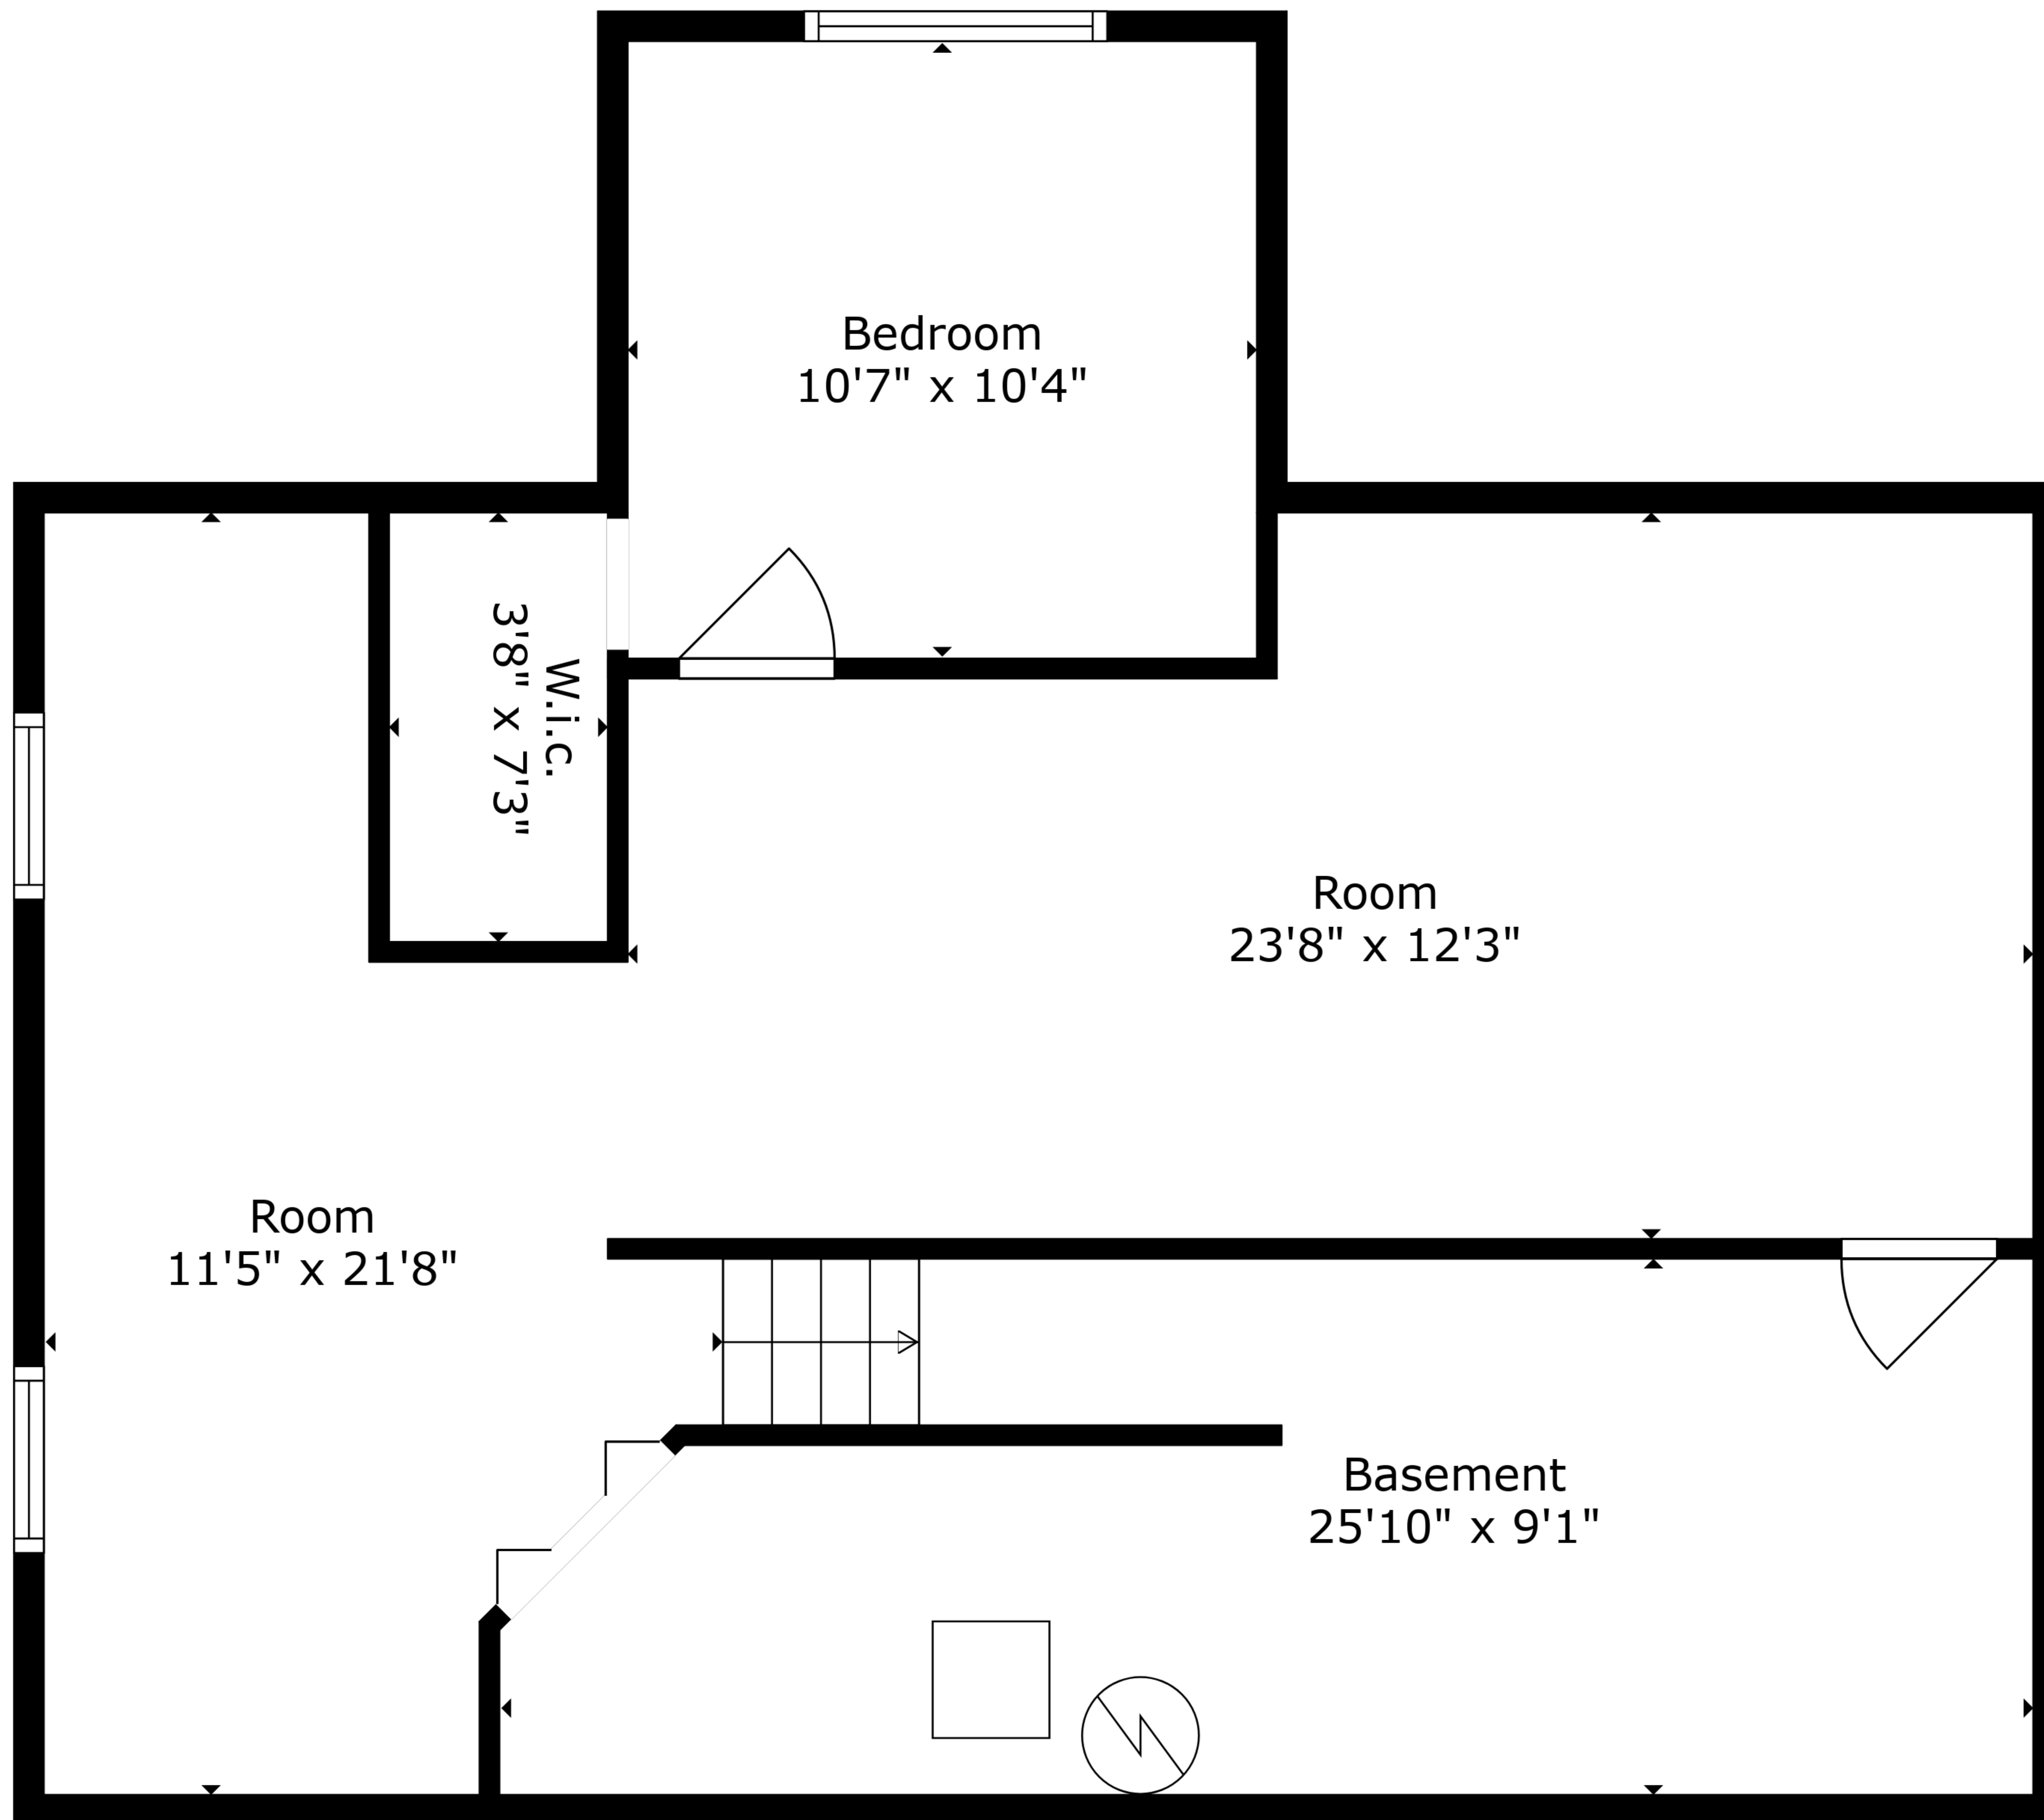 Bedroom
10'7" x 10'4"
W.i.c.
3'8" x 7'3"
Room
23'8" x 12'3"
Room
11'5" x 21'8"
Basement
25'10" x 9'1"